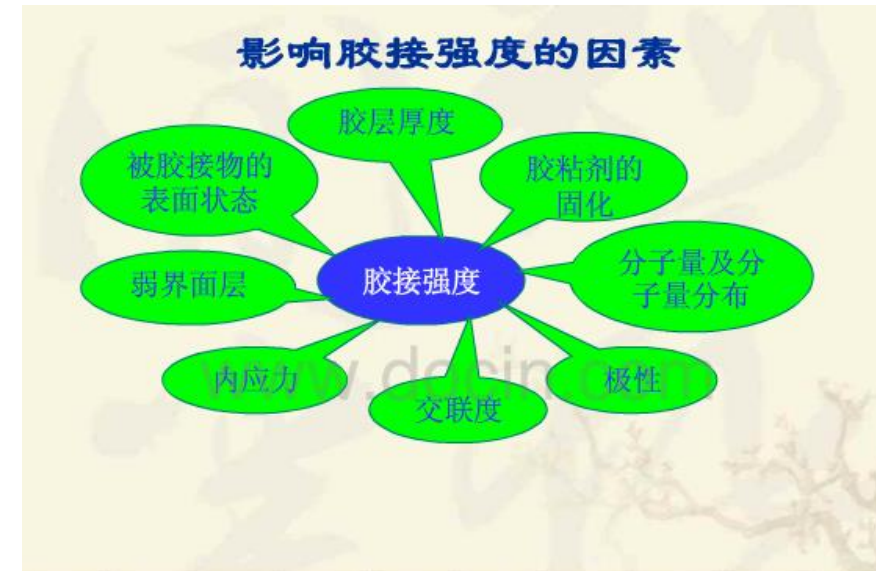 影响胶接强度的因素
胶层厚度
被胶接物的
表面状态
胶粘剂的
固化
分子量及分
子量分布
弱界面层
胶接强度
内应力
交联度
极性
www.docin.com